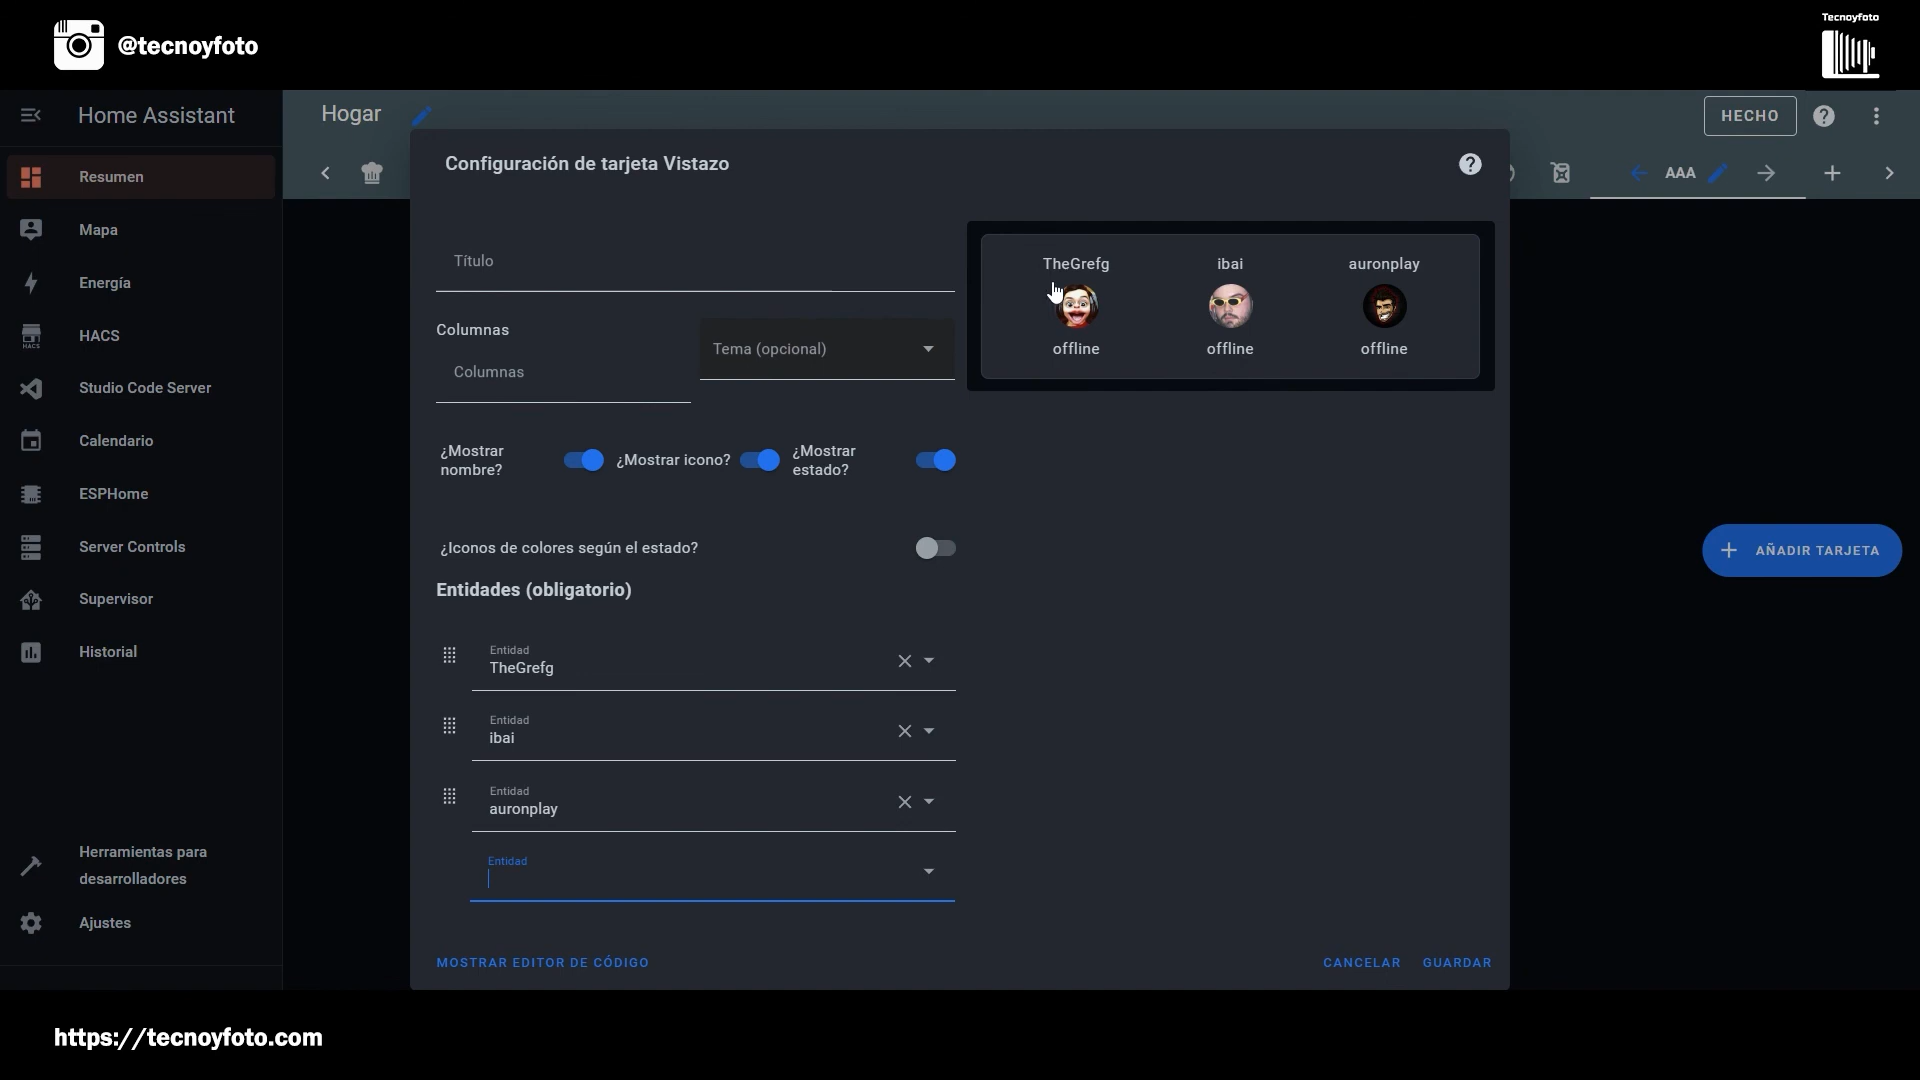 @tecnoyfoto
Tecnoyfoto
Home Assistant
Hogar
HECHO
Resumen
AAA
Mapa
Energía
HACS
HACS
Studio Code Server
Calendario
ESPHome
Server Controls
Supervisor
Historial
Herramientas para
desarrolladores
Ajustes
Configuración de tarjeta Vistazo
Título
Columnas
Columnas
Tema (opcional)
¿Mostrar
nombre?
¿Mostrar icono?
¿Mostrar
estado?
¿Iconos de colores según el estado?
Entidades (obligatorio)
Entidad
TheGrefg
Entidad
ibai
Entidad
auronplay
Entidad
TheGrefg ibai auronplay
offline offline offline
AÑADIR TARJETA
MOSTRAR EDITOR DE CÓDIGO
CANCELAR GUARDAR
https://tecnoyfoto.com